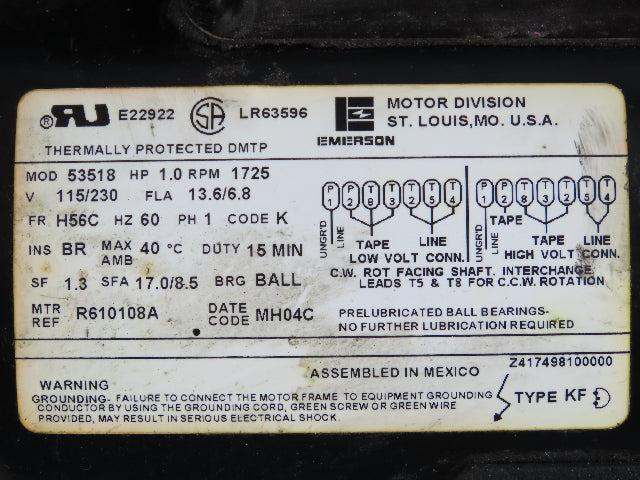 ® RU E22922 SA LR63596 MOTOR DIVISION
ST. LOUIS, MO. U.S.A.
EMERSON
THERMALLY PROTECTED DMTP
MOD 53518 HP 1.0 RPM 1725
V 115/230 FLA 13.6/6.8
FR H56C HZ 60 PH 1 CODE K
INS BR MAX AMB 40 °C DUTY 15 MIN
SF 1.3 SFA 17.0/8.5 BRG BALL
MTR REF R610108A DATE CODE MH04C
P1 P2 T8 T3 T2 T5 T4
UNGR'D LINE TAPE LINE
LOW VOLT CONN.
P1 P2 T8 T3 T2 T5 T4
UNGR'D LINE TAPE TAPE LINE
HIGH VOLT CONN.
C.W. ROT FACING SHAFT. INTERCHANGE
LEADS T5 & T8 FOR C.C.W. ROTATION
PRELUBRICATED BALL BEARINGS-
NO FURTHER LUBRICATION REQUIRED
ASSEMBLED IN MEXICO
Z417498100000
WARNING
GROUNDING- FAILURE TO CONNECT THE MOTOR FRAME TO EQUIPMENT GROUNDING
CONDUCTOR BY USING THE GROUNDING CORD, GREEN SCREW OR GREEN WIRE
PROVIDED, MAY RESULT IN SERIOUS ELECTRICAL SHOCK.
TYPE KF